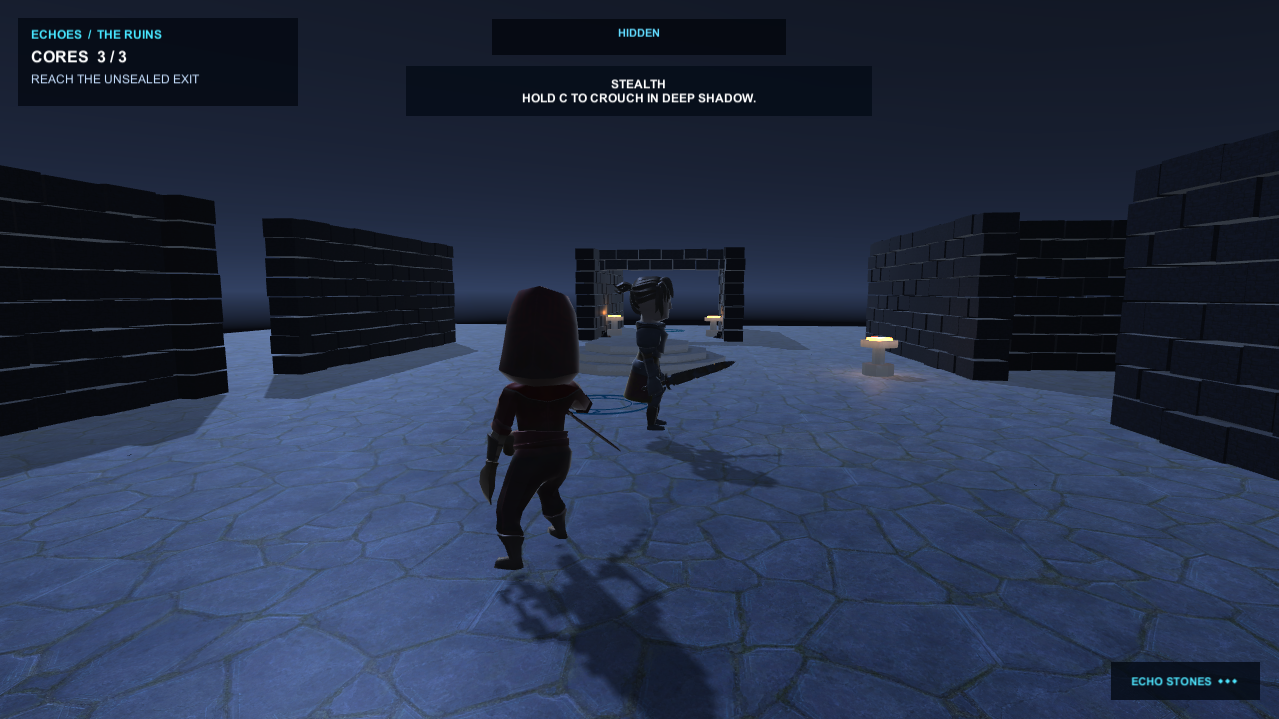 ECHOES / THE RUINS
CORES 3 / 3
REACH THE UNSEALED EXIT
HIDDEN
STEALTH
HOLD C TO CROUCH IN DEEP SHADOW.
ECHO STONES •••